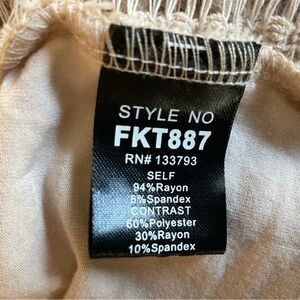 STYLE NO
FKT887
RN# 133793
SELF
94%Rayon
6%Spandex
CONTRAST
60%Polyester
30%Rayon
10%Spandex